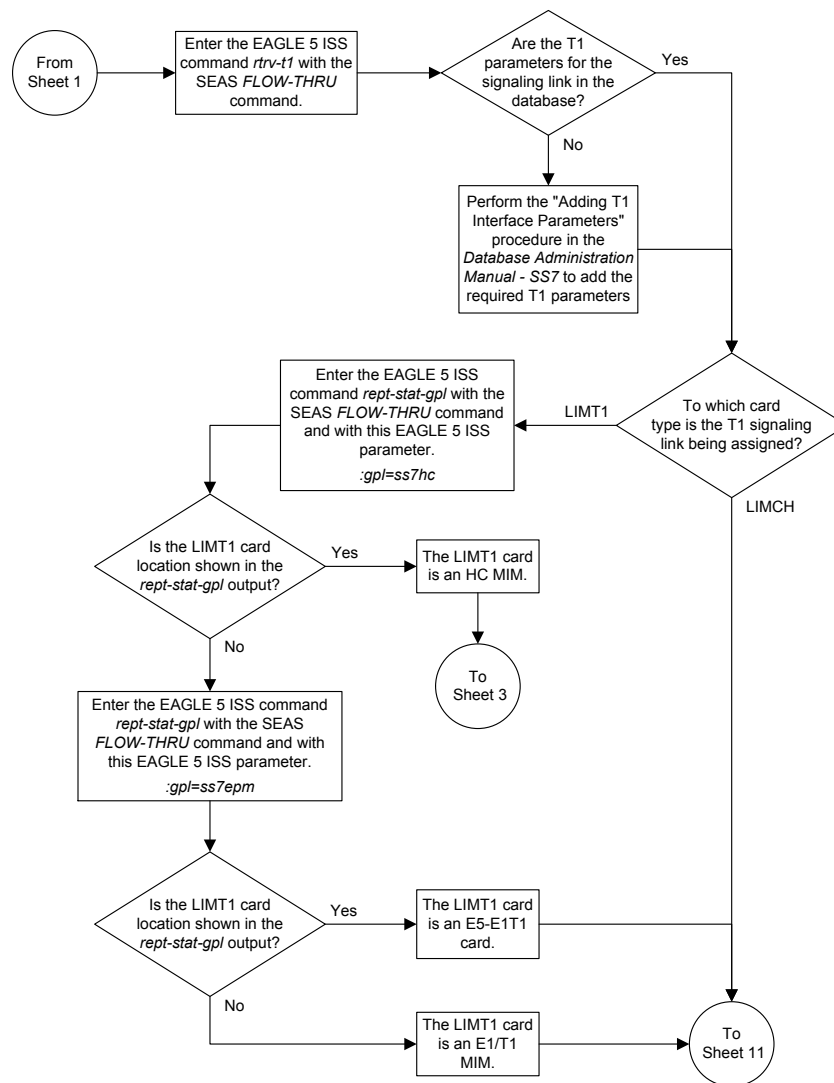 From
Sheet 1
Enter the EAGLE 5 ISS
command rtrv-t1 with the
SEAS FLOW-THRU
command.
Are the T1
parameters for the
signaling link in the
database?
Yes
No
Perform the "Adding T1
Interface Parameters"
procedure in the
Database Administration
Manual - SS7 to add the
required T1 parameters
To which card
type is the T1 signaling
link being assigned?
LIMT1
LIMCH
Enter the EAGLE 5 ISS
command rept-stat-gpl with the
SEAS FLOW-THRU command
and with this EAGLE 5 ISS
parameter.
:gpl=ss7hc
Is the LIMT1 card
location shown in the
rept-stat-gpl output?
Yes
The LIMT1 card
is an HC MIM.
To
Sheet 3
No
Enter the EAGLE 5 ISS command
rept-stat-gpl with the SEAS
FLOW-THRU command and with
this EAGLE 5 ISS parameter.
:gpl=ss7epm
Is the LIMT1 card
location shown in the
rept-stat-gpl output?
Yes
The LIMT1 card
is an E5-E1T1
card.
No
The LIMT1 card
is an E1/T1
MIM.
To
Sheet 11